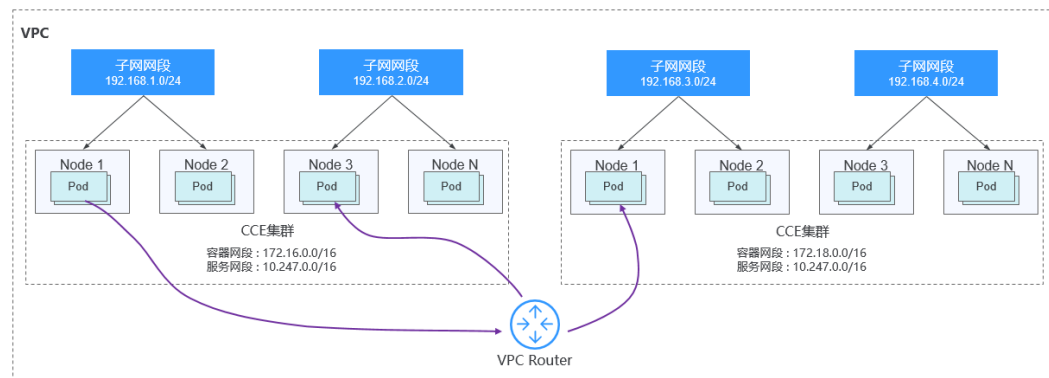 VPC
子网网段
192.168.1.0/24
子网网段
192.168.2.0/24
子网网段
192.168.3.0/24
子网网段
192.168.4.0/24
Node 1
Pod
Node 2
Pod
Node 3
Pod
Node N
Pod
CCE集群
容器网段 : 172.16.0.0/16
服务网段 : 10.247.0.0/16
Node 1
Pod
Node 2
Pod
Node 3
Pod
Node N
Pod
CCE集群
容器网段 : 172.18.0.0/16
服务网段 : 10.247.0.0/16
VPC Router